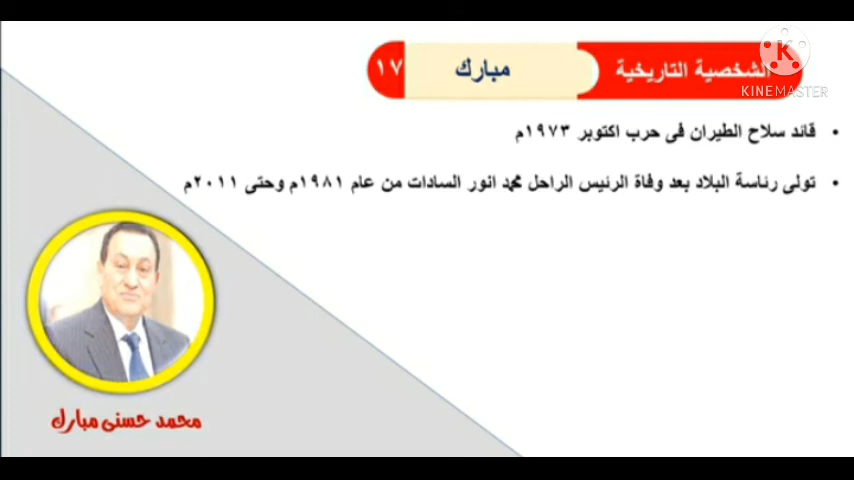 الشخصية التاريخية
مبارك
١٧
KINEMASTER
• قائد سلاح الطيران فى حرب اكتوبر ١٩٧٣م
• تولى رئاسة البلاد بعد وفاة الرئيس الراحل محمد انور السادات من عام ١٩٨١م وحتى ٢٠١١م
محمد حسنى مبارك